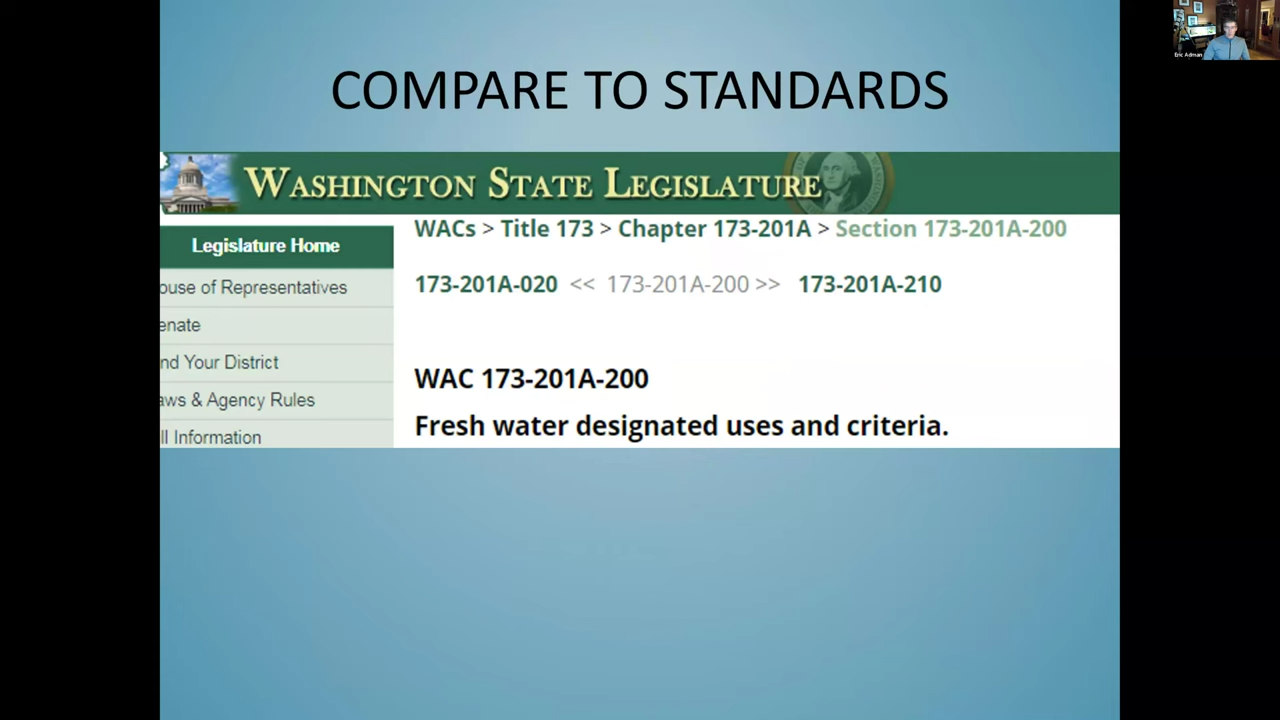 COMPARE TO STANDARDS
Eric Adman
WASHINGTON STATE LEGISLATURE
WACs > Title 173 > Chapter 173-201A > Section 173-201A-200
Legislature Home
173-201A-020 << 173-201A-200 >> 173-201A-210
ouse of Representatives
enate
nd Your District
aws & Agency Rules
ll Information
WAC 173-201A-200
Fresh water designated uses and criteria.